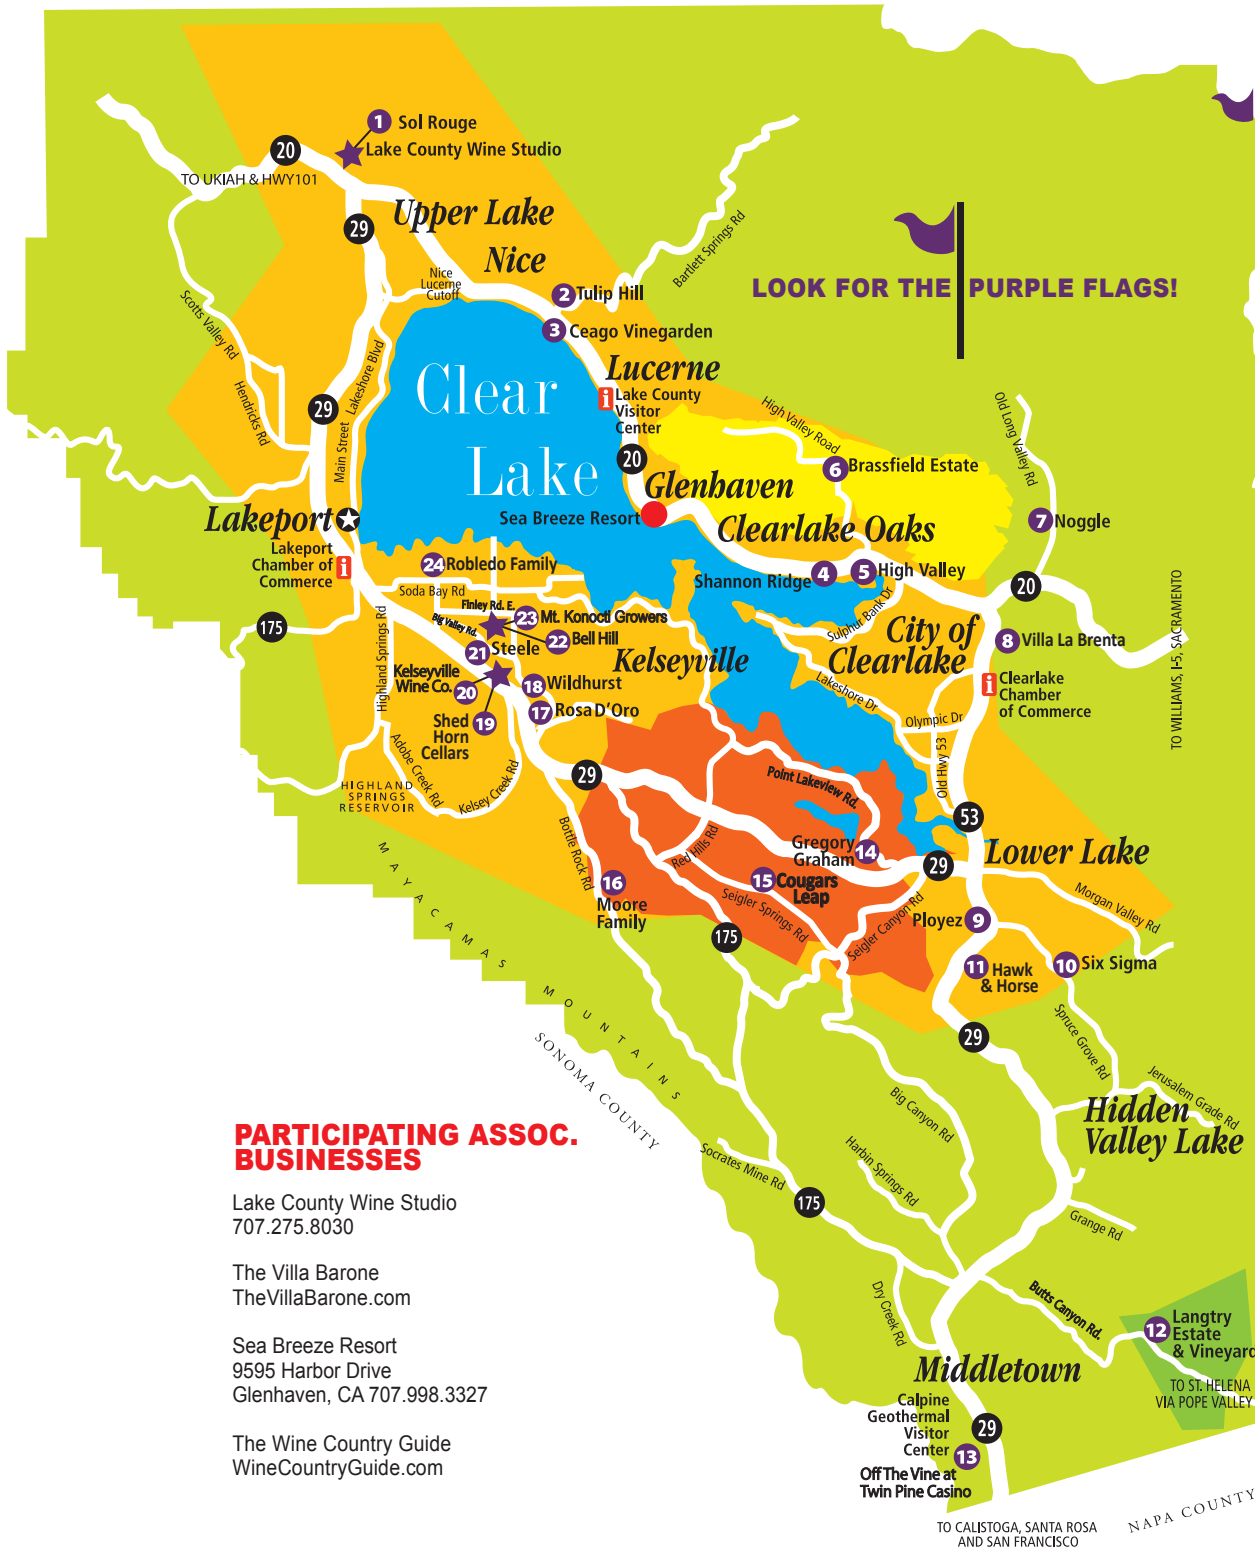 1 Sol Rouge
Lake County Wine Studio
20
TO UKIAH & HWY101
29
Upper Lake
Nice
Nice
Lucerne
Cutoff
2 Tulip Hill
3 Ceago Vinegarden
Bartlett Springs Rd
LOOK FOR THE PURPLE FLAGS!
Scotts Valley Rd
Hendricks Rd
29
Main Street
Lakeshore Blvd
Clear
Lake
Lucerne
i Lake County
Visitor
Center
20
High Valley Road
6 Brassfield Estate
Old Long Valley Rd
7 Noggle
Glenhaven
Sea Breeze Resort
Clearlake Oaks
Shannon Ridge 4
5 High Valley
20
TO WILLIAMS, I-5, SACRAMENTO
Lakeport
Lakeport
Chamber of
Commerce
i
24 Robledo Family
Soda Bay Rd
Finley Rd. E.
Big Valley Rd.
23 Mt. Konocti Growers
22 Bell Hill
21 Steele
175
Highland Springs Rd
Kelseyville
Wine Co.
20
18 Wildhurst
17 Rosa D'Oro
Shed
Horn
Cellars
19
Kelseyville
Sulphur Bank Dr
City of
Clearlake
8 Villa La Brenta
i Clearlake
Chamber
of Commerce
Lakeshore Dr
Olympic Dr
Old Hwy 53
53
HIGHLAND
SPRINGS
RESERVOIR
Adobe Creek Rd
Kelsey Creek Rd
29
Point Lakeview Rd.
Bottle Rock Rd
Red Hills Rd
Gregory
Graham
14
15 Cougars
Leap
16
Moore
Family
Seigler Springs Rd
Seigler Canyon Rd
29
Lower Lake
Morgan Valley Rd
Ployez 9
10 Six Sigma
11 Hawk
& Horse
175
29
Spruce Grove Rd
Jerusalem Grade Rd
MAYACAMAS MOUNTAINS
SONOMA COUNTY
Big Canyon Rd
Harbin Springs Rd
Hidden
Valley Lake
Socrates Mine Rd
175
Grange Rd
Dry Creek Rd
Butts Canyon Rd.
12 Langtry
Estate
& Vineyard
TO ST. HELENA
VIA POPE VALLEY
Middletown
Calpine
Geothermal
Visitor
Center
29
13
Off The Vine at
Twin Pine Casino
TO CALISTOGA, SANTA ROSA
AND SAN FRANCISCO
NAPA COUNTY
PARTICIPATING ASSOC.
BUSINESSES
Lake County Wine Studio
707.275.8030
The Villa Barone
TheVillaBarone.com
Sea Breeze Resort
9595 Harbor Drive
Glenhaven, CA 707.998.3327
The Wine Country Guide
WineCountryGuide.com